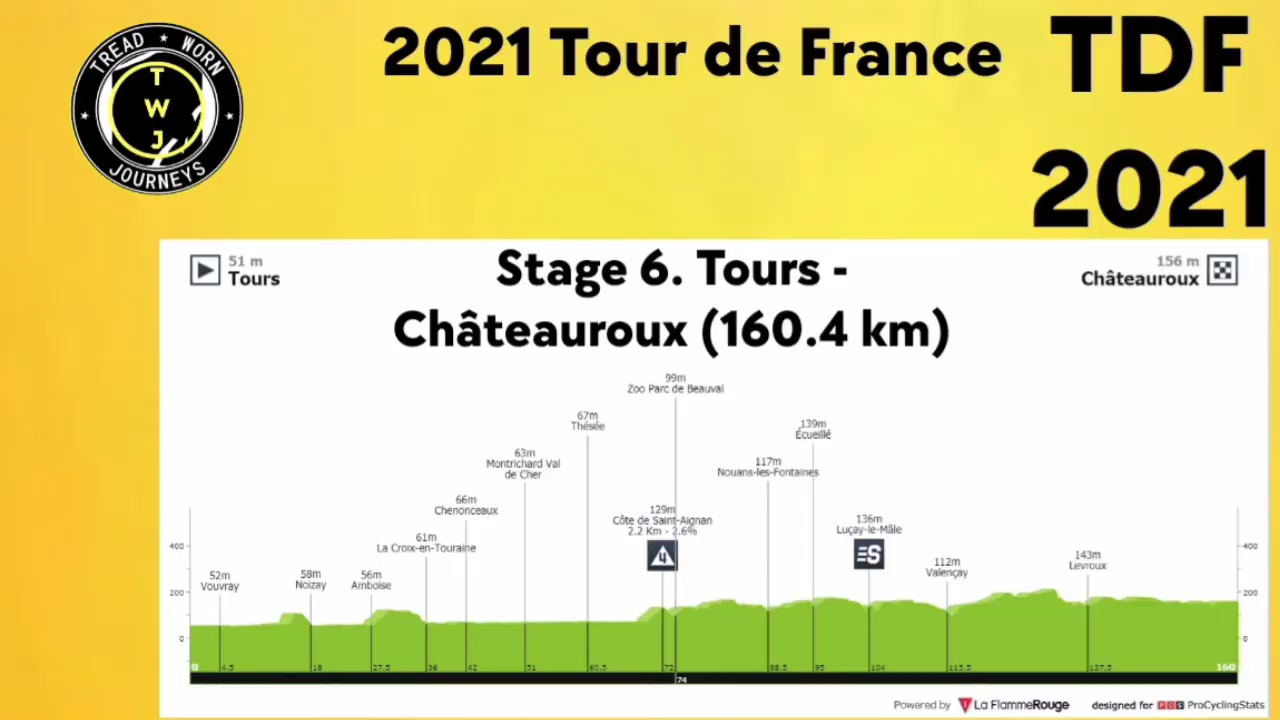 TREAD ★ WORN
T
W
J
JOURNEYS
2021 Tour de France
TDF
2021
51 m
Tours
Stage 6. Tours -
Châteauroux (160.4 km)
156 m
Châteauroux
99m
Zoo Parc de Beauval
67m
Thésée
139m
Écueillé
63m
Montrichard Val
de Cher
117m
Nouans-les-Fontaines
66m
Chenonceaux
129m
Côte de Saint-Aignan
2.2 Km - 2.6%
4
136m
Luçay-le-Mâle
S
61m
La Croix-en-Touraine
52m
Vouvray
58m
Noizay
56m
Amboise
112m
Valençay
143m
Levroux
400
200
0
400
200
0
0 4.5 18 27.5 36 42 51 60.5 72 88.5 95 104 115.5 137.5 160
74
Powered by La FlammeRouge designed for PCS ProCyclingStats